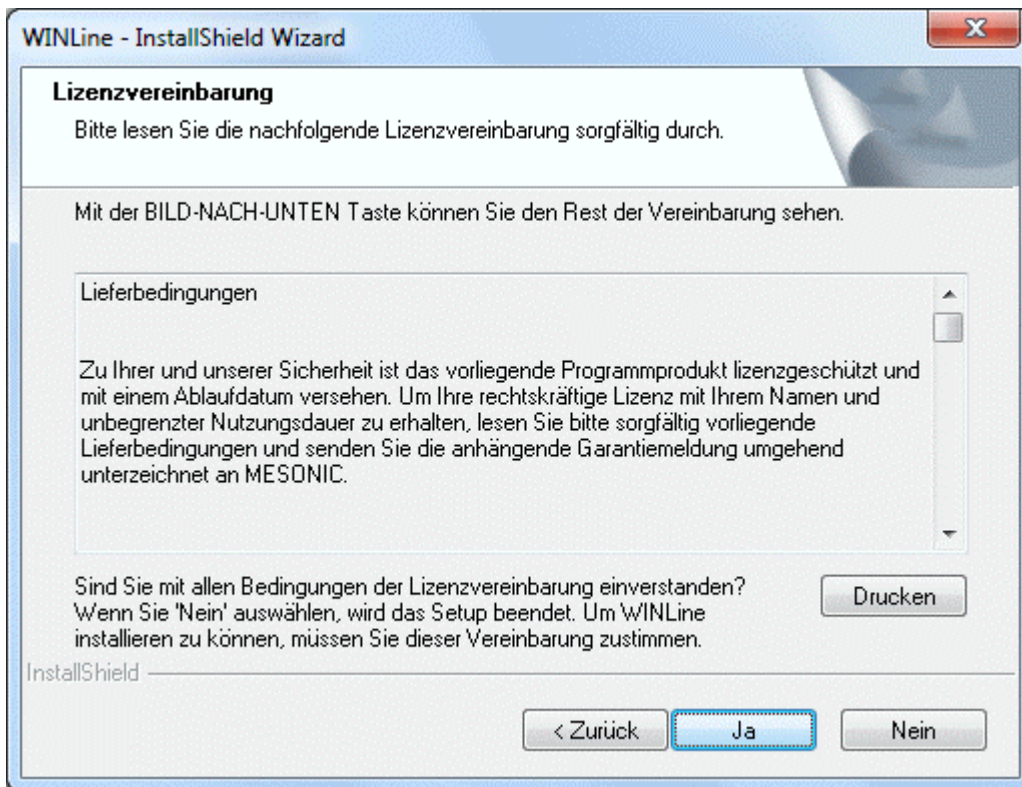 WINLine - InstallShield Wizard
Lizenzvereinbarung
Bitte lesen Sie die nachfolgende Lizenzvereinbarung sorgfältig durch.
Mit der BILD-NACH-UNTEN Taste können Sie den Rest der Vereinbarung sehen.
Lieferbedingungen
Zu Ihrer und unserer Sicherheit ist das vorliegende Programmprodukt lizenzgeschützt und
mit einem Ablaufdatum versehen. Um Ihre rechtskräftige Lizenz mit Ihrem Namen und
unbegrenzter Nutzungsdauer zu erhalten, lesen Sie bitte sorgfältig vorliegende
Lieferbedingungen und senden Sie die anhängende Garantiemeldung umgehend
unterzeichnet an MESONIC.
Sind Sie mit allen Bedingungen der Lizenzvereinbarung einverstanden?
Wenn Sie 'Nein' auswählen, wird das Setup beendet. Um WINLine
installieren zu können, müssen Sie dieser Vereinbarung zustimmen.
Drucken
InstallShield
< Zurück
Ja
Nein